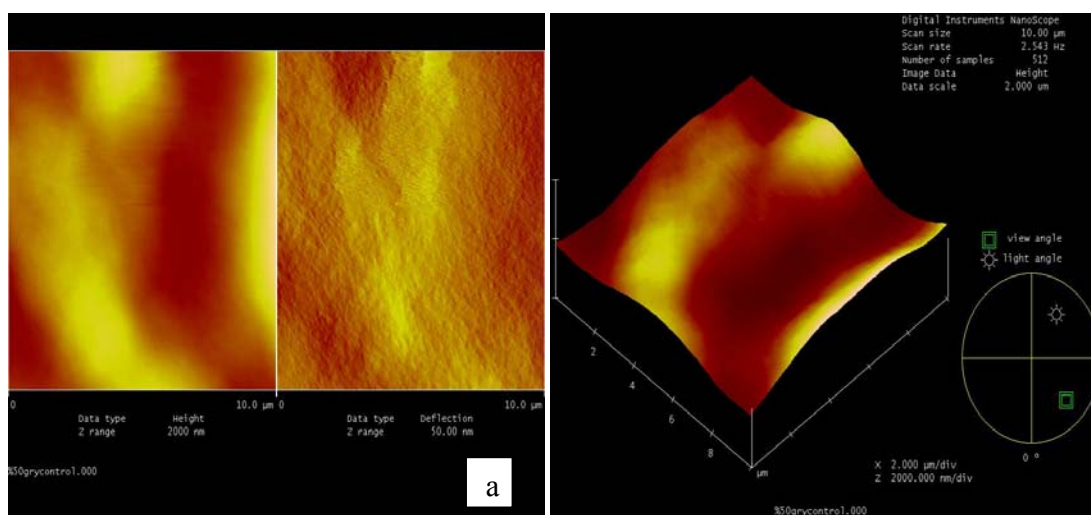 0
10.0 µm
0
10.0 µm
Data type Height
Z range 2000 nm
Data type Deflection
Z range 50.00 nm
%50grycontrol.000
a
Digital Instruments NanoScope
Scan size 10.00 µm
Scan rate 2.543 Hz
Number of samples 512
Image Data Height
Data scale 2.000 um
view angle
light angle
2
4
6
8
µm
0 °
X 2.000 µm/div
Z 2000.000 nm/div
%50grycontrol.000